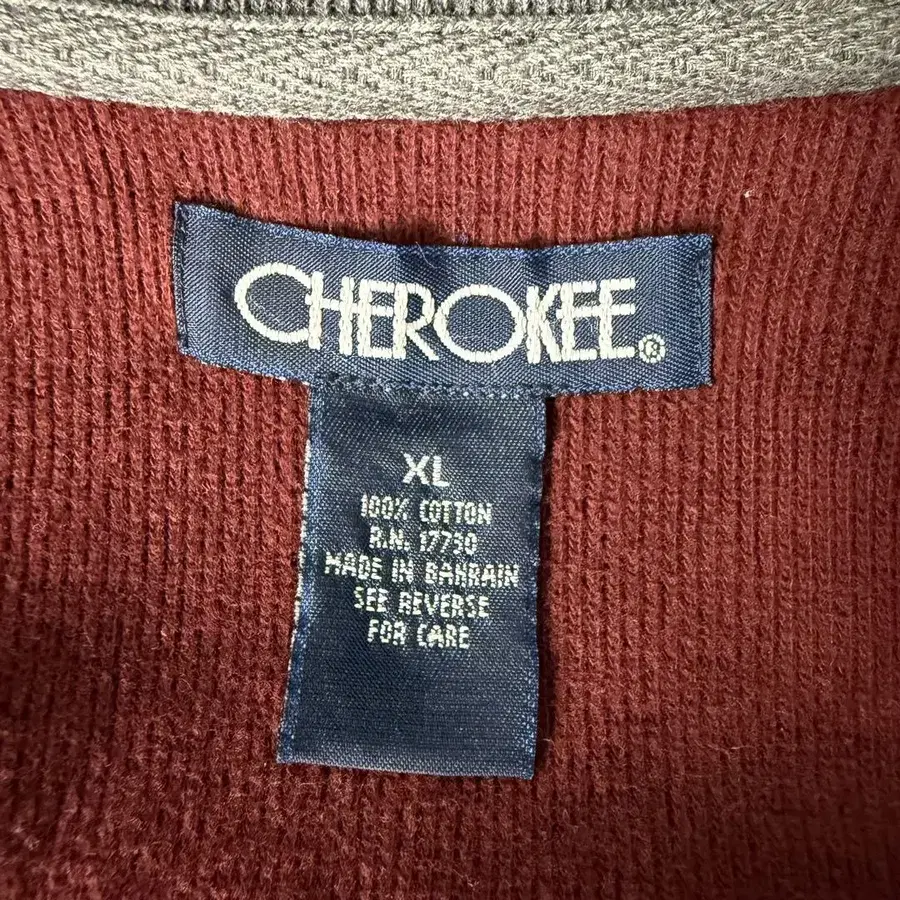 CHEROKEE®
XL
100% COTTON
R.N. 17730
MADE IN BAHRAIN
SEE REVERSE
FOR CARE